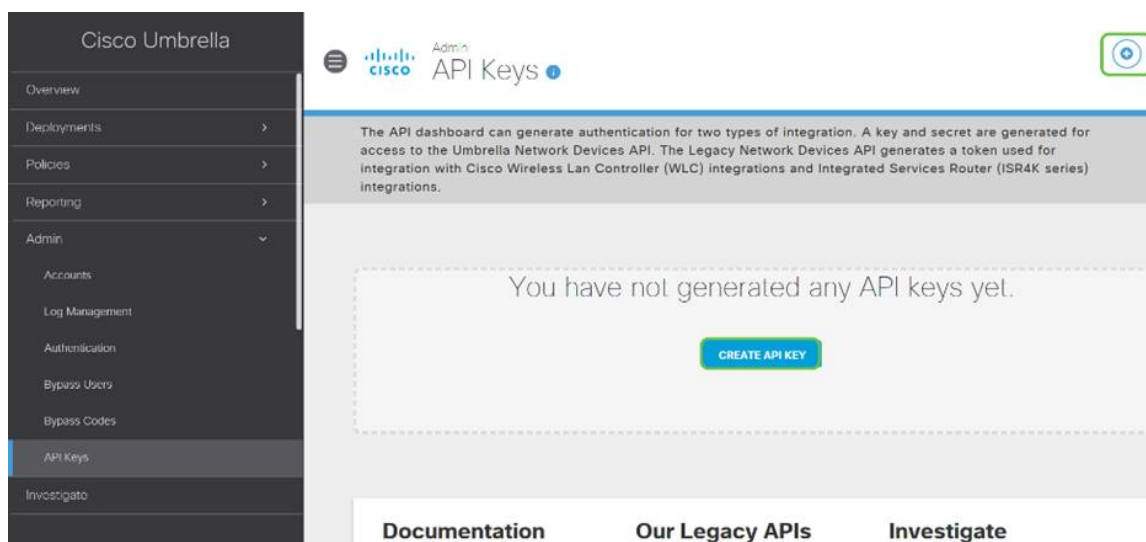 Cisco Umbrella
Overview
Deployments
Policies
Reporting
Admin
Accounts
Log Management
Authentication
Bypass Users
Bypass Codes
API Keys
Investigate
CISCO
Admin
API Keys
The API dashboard can generate authentication for two types of integration. A key and secret are generated for
access to the Umbrella Network Devices API. The Legacy Network Devices API generates a token used for
integration with Cisco Wireless Lan Controller (WLC) integrations and Integrated Services Router (ISR4K series)
integrations.
You have not generated any API keys yet.
CREATE API KEY
Documentation
Our Legacy APIs
Investigate